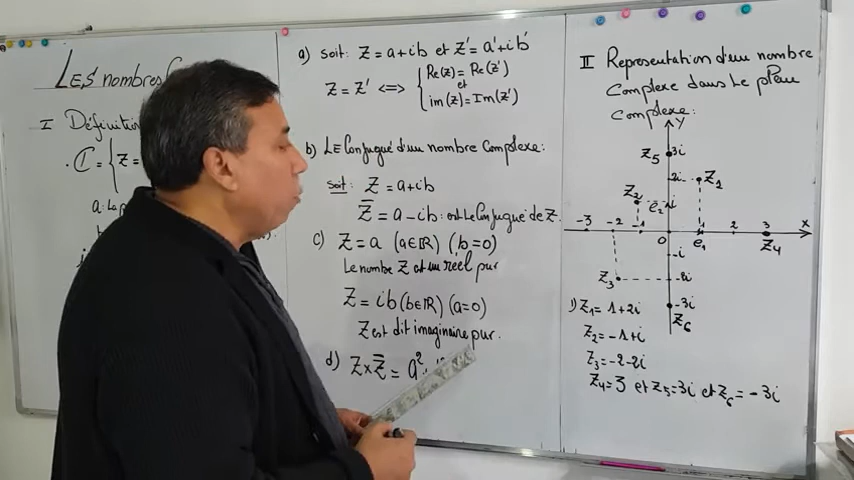 LES nombres
I Définition
ℂ = { Z =
a: La
a) soit: Z = a+ib et Z' = a'+ib'
Z = Z' <=> { Re(Z) = Re(Z')
et
im(Z) = Im(Z')
b) LE Conjugué d'un nombre Complexe:
soit: Z = a+ib
Z̄ = a-ib: est Le Conjugué de Z.
c) Z = a (a∈ℝ) (b=0)
Le nombre Z est un réel pur
Z = ib (b∈ℝ) (a=0)
Z est dit imaginaire pur.
d) Z×Z̄ = a²+
II Representation d'un nombre
Complexe dans Le plan
Complexe:
Y
Z5 3i
2i Z1
Z2 e2 i
-3 -2 -1 0 1 2 3 X
e1 Z4
-i
Z3 -2i
-3i
Z6
1) Z1 = 1+2i
Z2 = -1+i
Z3 = -2-2i
Z4 = 3 et Z5 = 3i et Z6 = -3i